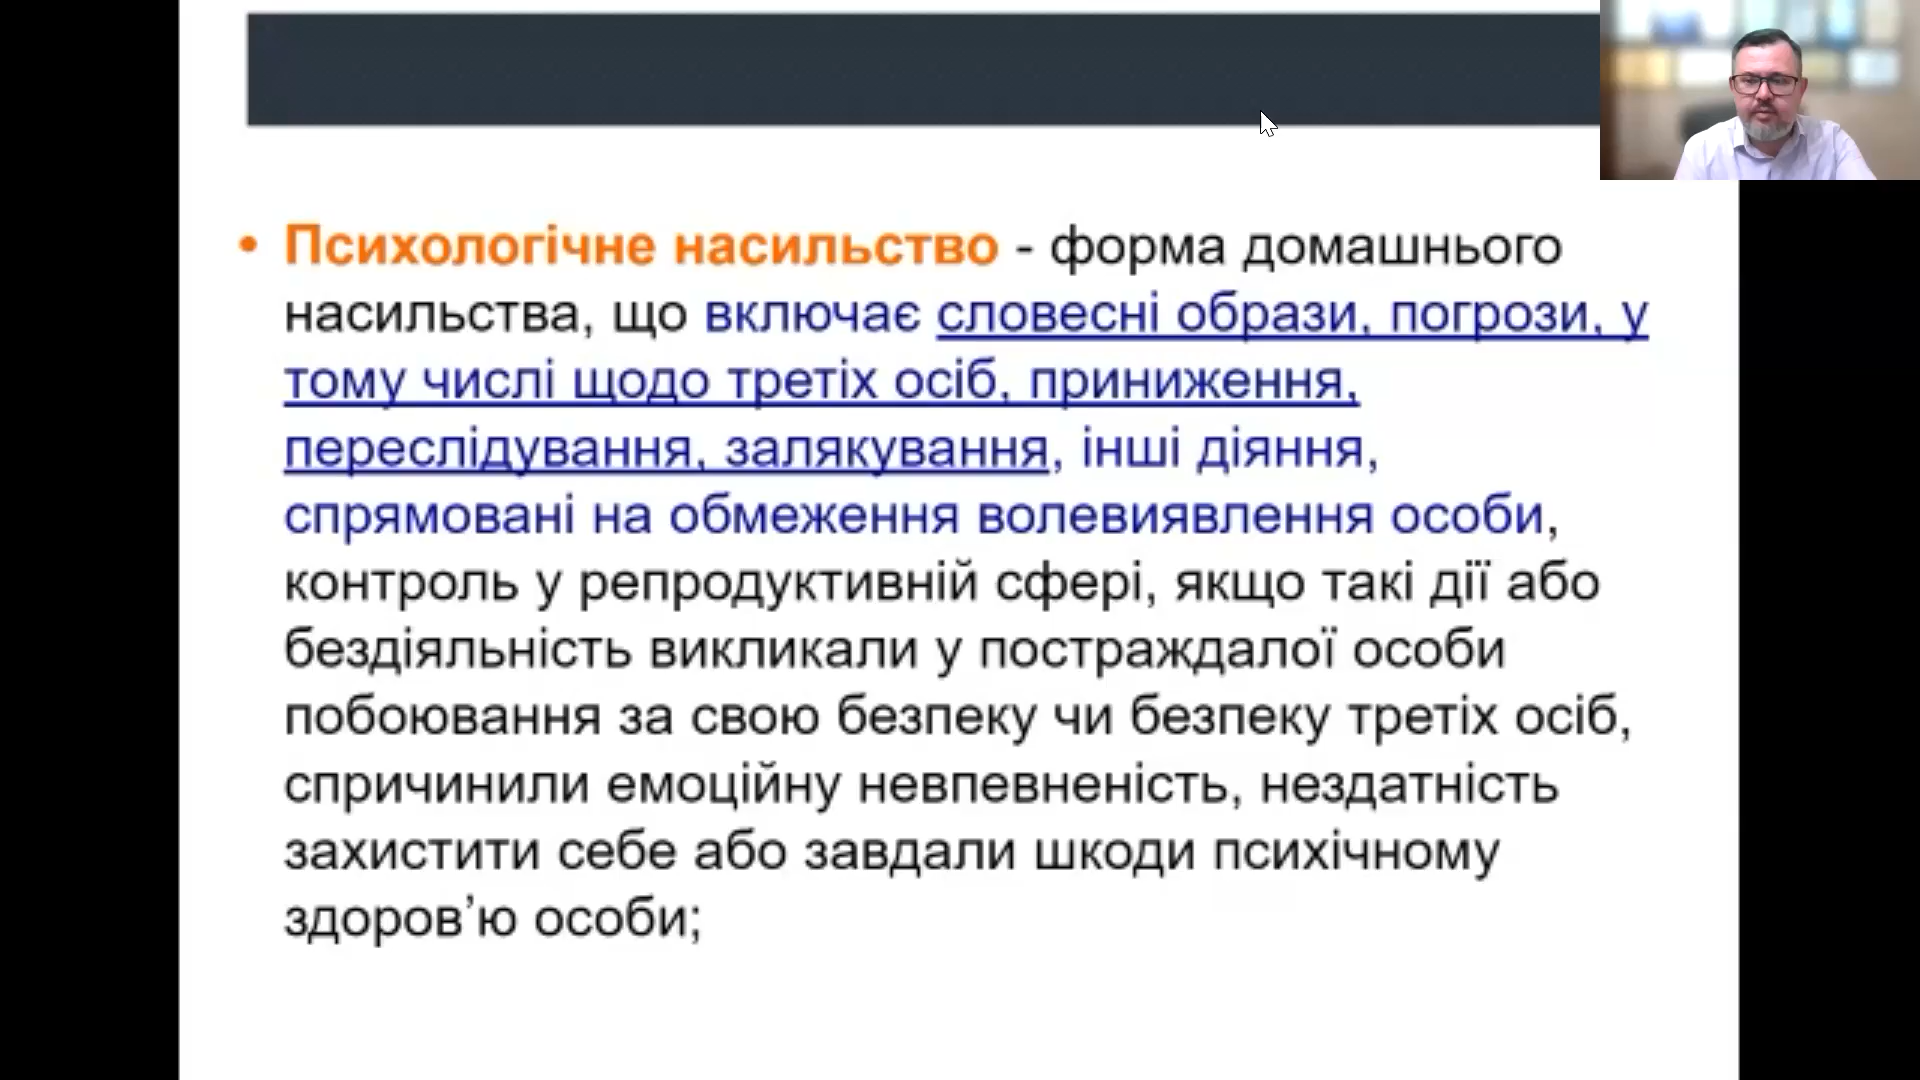 • Психологічне насильство - форма домашнього
насильства, що включає словесні образи, погрози, у
тому числі щодо третіх осіб, приниження,
переслідування, залякування, інші діяння,
спрямовані на обмеження волевиявлення особи,
контроль у репродуктивній сфері, якщо такі дії або
бездіяльність викликали у постраждалої особи
побоювання за свою безпеку чи безпеку третіх осіб,
спричинили емоційну невпевненість, нездатність
захистити себе або завдали шкоди психічному
здоров’ю особи;